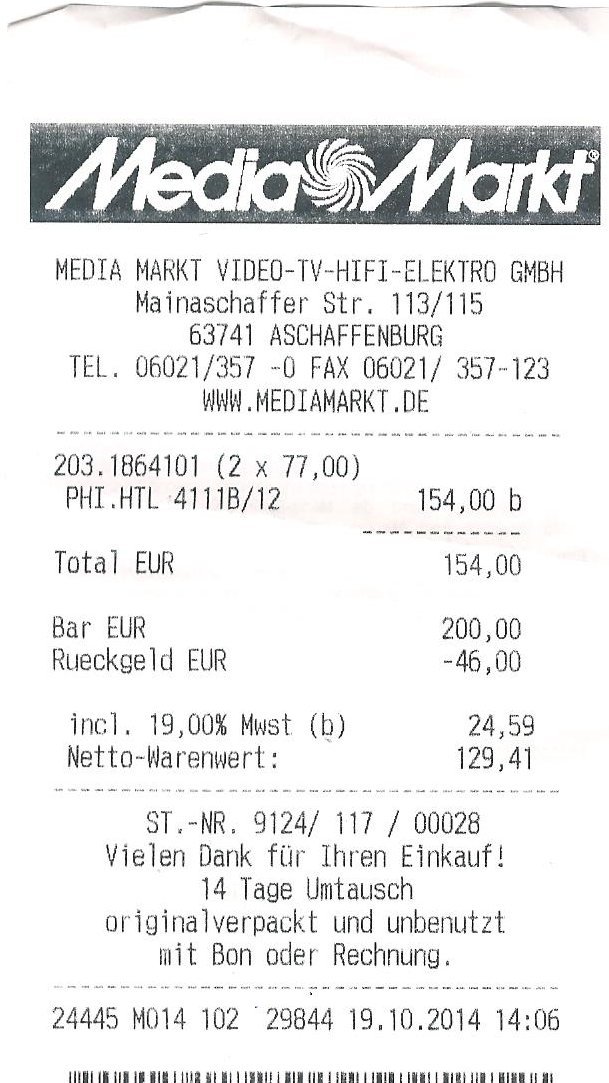 Media Markt®
MEDIA MARKT VIDEO-TV-HIFI-ELEKTRO GMBH
Mainaschaffer Str. 113/115
63741 ASCHAFFENBURG
TEL. 06021/357 -0 FAX 06021/ 357-123
WWW.MEDIAMARKT.DE
203.1864101 (2 x 77,00)
PHI.HTL 4111B/12 154,00 b
Total EUR 154,00
Bar EUR 200,00
Rueckgeld EUR -46,00
incl. 19,00% Mwst (b) 24,59
Netto-Warenwert: 129,41
ST.-NR. 9124/ 117 / 00028
Vielen Dank für Ihren Einkauf!
14 Tage Umtausch
originalverpackt und unbenutzt
mit Bon oder Rechnung.
24445 M014 102 29844 19.10.2014 14:06